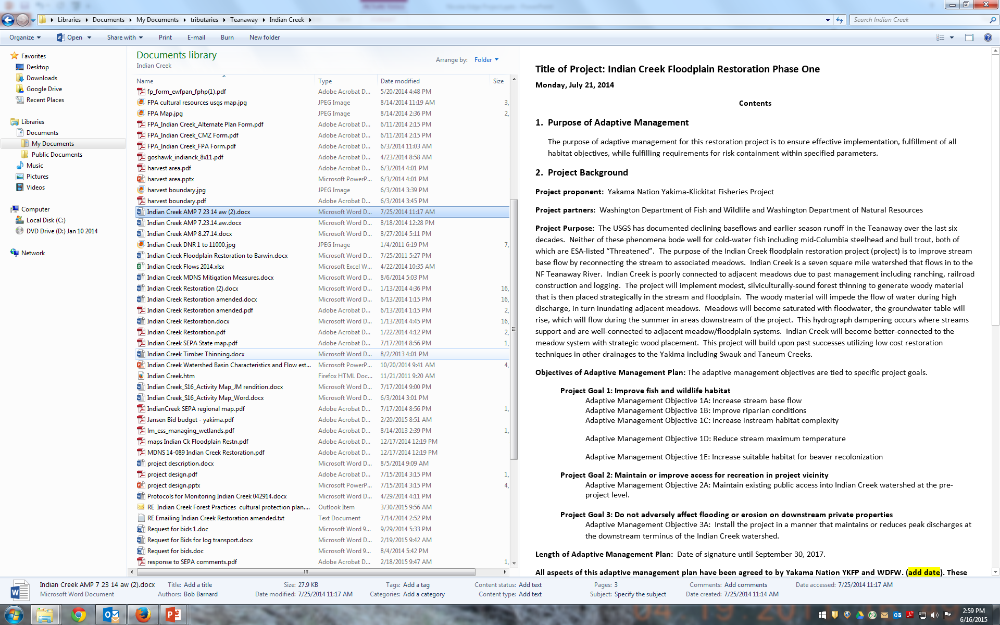 Libraries Documents My Documents tributaries Teanaway Indian Creek
Search Indian Creek
Organize Open Share with Print E-mail Burn New folder
Favorites
Desktop
Downloads
Google Drive
Recent Places
Libraries
Documents
My Documents
Public Documents
Music
Pictures
Videos
Computer
Local Disk (C:)
DVD Drive (D:) Jan 10 2014
Network
Documents library
Indian Creek
Arrange by: Folder
Name Type Date modified Size
fp_form_ewfpan_fphp(1).pdf Adobe Acrobat D... 5/20/2014 4:48 PM
FPA cultural resources usgs map.jpg JPEG Image 8/14/2014 11:19 AM 3,
FPA Map.jpg JPEG Image 8/14/2014 2:36 PM 2,
FPA_Indian Creek_Alternate Plan Form.pdf Adobe Acrobat D... 6/11/2014 2:15 PM
FPA_Indian Creek_CMZ Form.pdf Adobe Acrobat D... 6/11/2014 2:15 PM
FPA_Indian Creek_FPA Form.pdf Adobe Acrobat D... 6/3/2014 11:03 AM
goshawk_indianck_8x11.pdf Adobe Acrobat D... 4/23/2014 8:58 AM
harvest area.pdf Adobe Acrobat D... 6/3/2014 4:01 PM
harvest area.pptx Microsoft PowerP... 6/3/2014 4:01 PM
harvest boundary.jpg JPEG Image 6/3/2014 3:39 PM
harvest boundary.pdf Adobe Acrobat D... 6/3/2014 3:45 PM
Indian Creek AMP 7 23 14 aw (2).docx Microsoft Word D... 7/25/2014 11:17 AM
Indian Creek AMP 7.23.14.aw.docx Microsoft Word D... 8/18/2014 12:28 PM
Indian Creek AMP 8.27.14.docx Microsoft Word D... 8/27/2014 5:11 PM
Indian Creek DNR 1 to 11000.jpg JPEG Image 1/4/2011 6:19 PM 7,
Indian Creek Floodplain Restoration to Barwin.docx Microsoft Word D... 7/25/2011 5:27 PM
Indian Creek Flows 2014.xlsx Microsoft Excel W... 4/22/2014 10:35 AM
Indian Creek MDNS Mitigation Measures.docx Microsoft Word D... 8/6/2014 5:03 PM
Indian Creek Restoration (2).docx Microsoft Word D... 1/13/2014 4:36 PM 16,
Indian Creek Restoration amended.docx Microsoft Word D... 6/13/2014 1:15 PM 16,
Indian Creek Restoration amended.pdf Adobe Acrobat D... 6/13/2014 1:15 PM 2,
Indian Creek Restoration.docx Microsoft Word D... 1/13/2014 4:45 PM 16,
Indian Creek Restoration.pdf Adobe Acrobat D... 1/22/2014 4:12 PM 2,
Indian Creek SEPA State map.pdf Adobe Acrobat D... 7/17/2014 8:56 PM 1,
Indian Creek Timber Thinning.docx Microsoft Word D... 8/2/2013 4:01 PM
Indian Creek Watershed Basin Characteristics and Flow est... Microsoft PowerP... 10/20/2014 9:41 AM 4,
Indian Creek.htm Firefox HTML Doc... 11/21/2011 9:20 AM
Indian Creek_S16_Activity Map_JM rendition.docx Microsoft Word D... 7/17/2014 9:00 PM
Indian Creek_S16_Activity Map_Word.docx Microsoft Word D... 6/3/2014 3:01 PM
IndianCreek SEPA regional map.pdf Adobe Acrobat D... 7/17/2014 8:56 PM 1,
Jansen Bid budget - yakima.pdf Adobe Acrobat D... 2/20/2015 8:51 AM
lm_ess_managing_wetlands.pdf Adobe Acrobat D... 8/14/2013 2:39 PM 1,
maps Indian Ck Floodplain Restn.pdf Adobe Acrobat D... 12/17/2014 12:19 PM
MDNS 14-089 Indian Creek Restoration.pdf Adobe Acrobat D... 12/17/2014 12:19 PM
project description.docx Microsoft Word D... 8/5/2014 9:09 AM
project design.pdf Adobe Acrobat D... 7/15/2014 3:15 PM 1,
project design.pptx Microsoft PowerP... 7/15/2014 3:15 PM 4,
Protocols for Monitoring Indian Creek 042914.docx Microsoft Word D... 4/29/2014 4:11 PM
RE Indian Creek Forest Practices cultural protection plan.... Outlook Item 3/30/2015 9:56 AM
RE Emailing Indian Creek Restoration amended.txt Text Document 7/14/2014 2:52 PM
Request for bids 1.doc Microsoft Word 9... 9/29/2014 5:33 PM
Request for Bids for log transport.docx Microsoft Word D... 2/19/2015 9:42 AM
Request for bids.doc Microsoft Word 9... 8/4/2014 5:42 PM
response to SEPA comments.pdf Adobe Acrobat D... 2/18/2015 9:47 AM 1,
Title of Project: Indian Creek Floodplain Restoration Phase One
Monday, July 21, 2014
Contents
1. Purpose of Adaptive Management
The purpose of adaptive management for this restoration project is to ensure effective implementation, fulfillment of all
habitat objectives, while fulfilling requirements for risk containment within specified parameters.
2. Project Background
Project proponent: Yakama Nation Yakima-Klickitat Fisheries Project
Project partners: Washington Department of Fish and Wildlife and Washington Department of Natural Resources
Project Purpose: The USGS has documented declining baseflows and earlier season runoff in the Teanaway over the last six
decades. Neither of these phenomena bode well for cold-water fish including mid-Columbia steelhead and bull trout, both of
which are ESA-listed “Threatened”. The purpose of the Indian Creek floodplain restoration project (project) is to improve stream
base flow by reconnecting the stream to associated meadows. Indian Creek is a seven square mile watershed that flows in to the
NF Teanaway River. Indian Creek is poorly connected to adjacent meadows due to past management including ranching, railroad
construction and logging. The project will implement modest, silviculturally-sound forest thinning to generate woody material
that is then placed strategically in the stream and floodplain. The woody material will impede the flow of water during high
discharge, in turn inundating adjacent meadows. Meadows will become saturated with floodwater, the groundwater table will
rise, which will flow during the summer in areas downstream of the project. This hydrograph dampening occurs where streams
support and are well-connected to adjacent meadow/floodplain systems. Indian Creek will become better-connected to the
meadow system with strategic wood placement. This project will build upon past successes utilizing low cost restoration
techniques in other drainages to the Yakima including Swauk and Taneum Creeks.
Objectives of Adaptive Management Plan: The adaptive management objectives are tied to specific project goals.
Project Goal 1: Improve fish and wildlife habitat
Adaptive Management Objective 1A: Increase stream base flow
Adaptive Management Objective 1B: Improve riparian conditions
Adaptive Management Objective 1C: Increase instream habitat complexity
Adaptive Management Objective 1D: Reduce stream maximum temperature
Adaptive Management Objective 1E: Increase suitable habitat for beaver recolonization
Project Goal 2: Maintain or improve access for recreation in project vicinity
Adaptive Management Objective 2A: Maintain existing public access into Indian Creek watershed at the pre-
project level.
Project Goal 3: Do not adversely affect flooding or erosion on downstream private properties
Adaptive Management Objective 3A: Install the project in a manner that maintains or reduces peak discharges at
the downstream terminus of the Indian Creek watershed.
Length of Adaptive Management Plan: Date of signature until September 30, 2017.
All aspects of this adaptive management plan have been agreed to by Yakama Nation YKFP and WDFW. (add date). These
Indian Creek AMP 7 23 14 aw (2).docx Title: Add a title Size: 27.9 KB Tags: Add a tag Content status: Add text Pages: 3 Comments: Add comments Date accessed: 7/25/2014 11:17 AM
Microsoft Word Document Authors: Bob Barnard Date modified: 7/25/2014 11:17 AM Categories: Add a category Content type: Add text Subject: Specify the subject Date created: 7/25/2014 11:14 AM
2:59 PM
6/16/2015